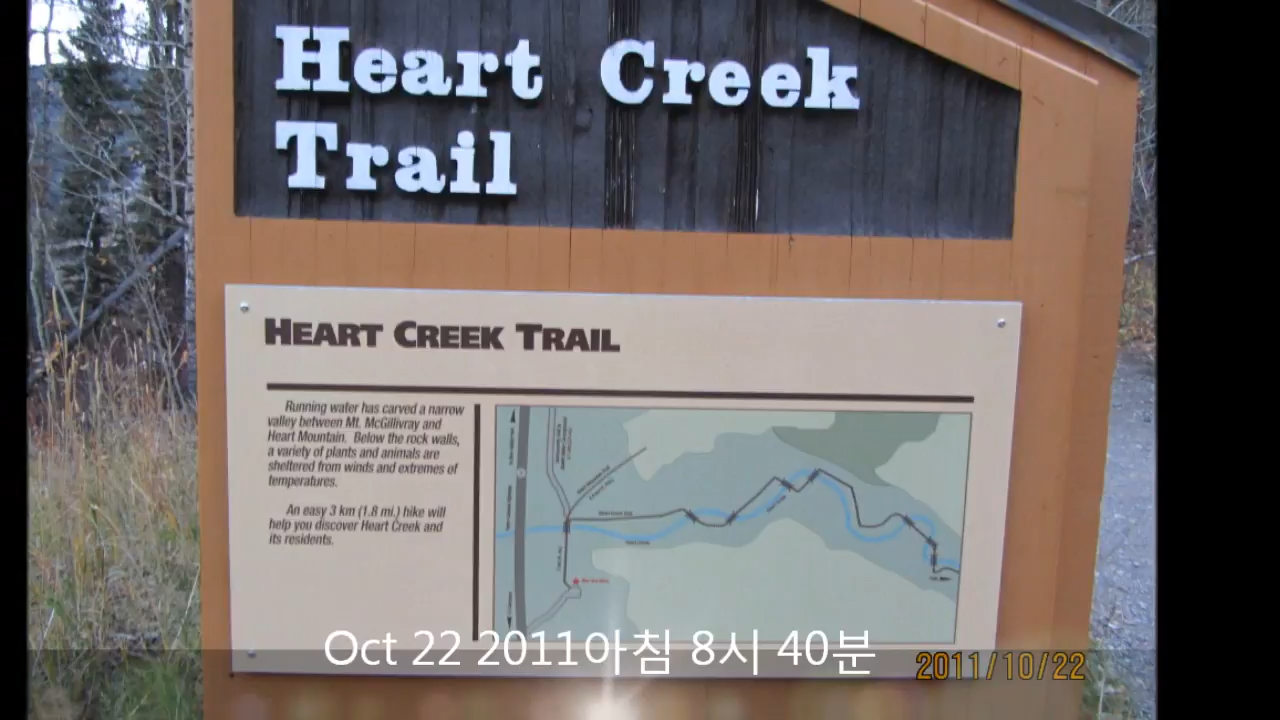 Heart Creek
Trail
HEART CREEK TRAIL
Running water has carved a narrow
valley between Mt. McGillivray and
Heart Mountain. Below the rock walls,
a variety of plants and animals are
sheltered from winds and extremes of
temperatures.
An easy 3 km (1.8 mi.) hike will
help you discover Heart Creek and
its residents.
Oct 22 2011아침 8시 40분
2011/10/22